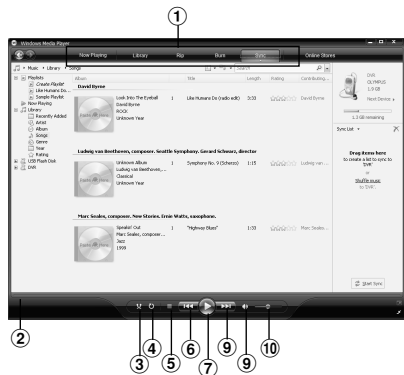 ①
Windows Media Player
Now Playing Library Rip Burn Sync Online Stores
Music Library Songs Search
Playlists
Create Playlist
Like Humans Do...
Sample Playlist
Now Playing
Library
Recently Added
Artist
Album
Songs
Genre
Year
Rating
USB Flash Disk
DVR
Album Title Length Rating Contributing...
David Byrne
Look Into The Eyeball 1 Like Humans Do (radio edit) 3:33 David Byrne
David Byrne
ROCK
Unknown Year
Ludwig van Beethoven, composer. Seattle Symphony. Gerard Schwarz, director
Unknown Album 1 Symphony No. 9 (Scherzo) 1:15 Ludwig van ...
Ludwig van Beethoven,...
Classical
Unknown Year
Marc Seales, composer. New Stories. Ernie Watts, saxophone.
Speakin' Out 1 "Highway Blues" 1:33 Marc Seales...
Marc Seales, composer...
Jazz
1999
DVR
OLYMPUS
1.9 GB
Next Device
1.3 GB remaining
Sync List
Drag items here
to create a list to sync to
'DVR'
or
Shuffle music
to 'DVR'.
Start Sync
② ③ ④ ⑤ ⑥ ⑦ ⑨ ⑨ ⑩